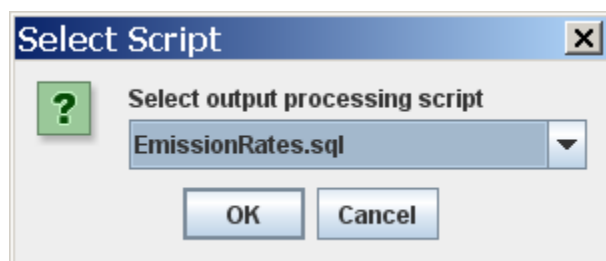 Select Script
?
Select output processing script
EmissionRates.sql
OK Cancel